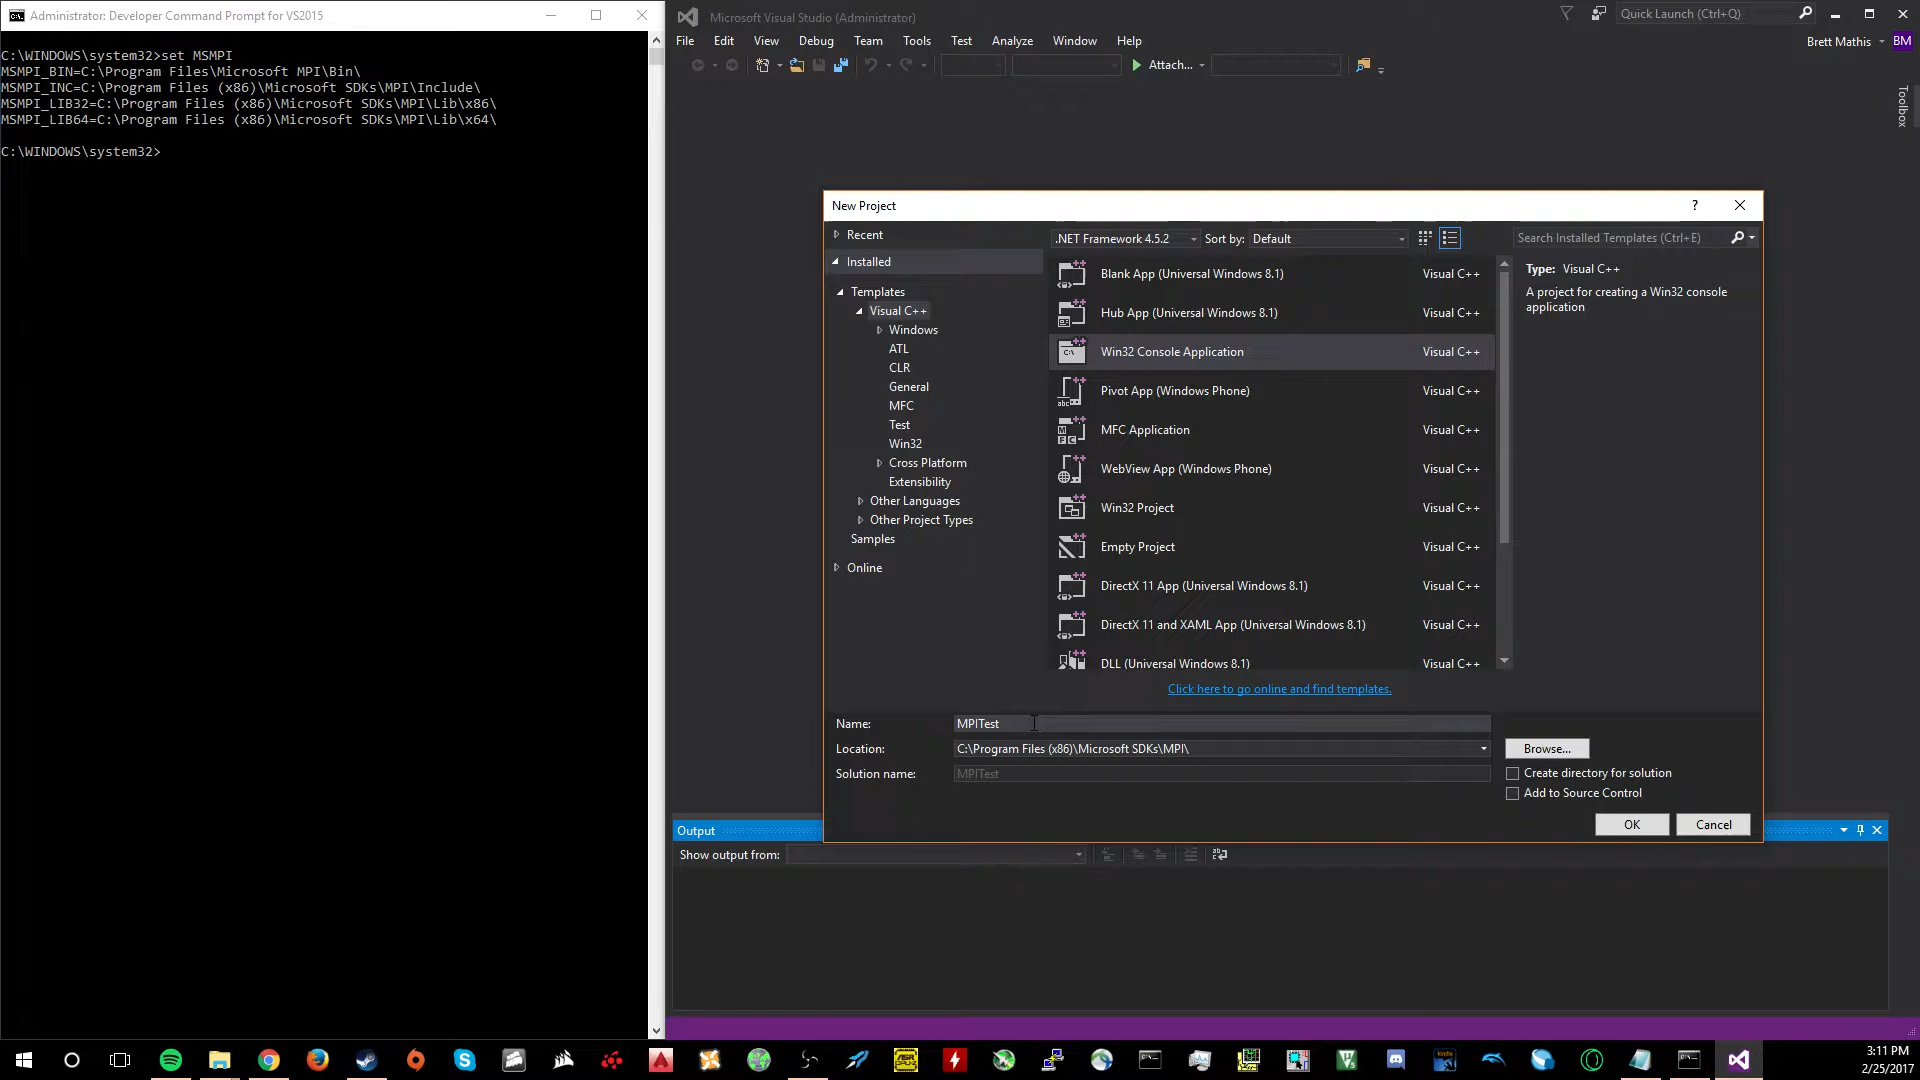 Administrator: Developer Command Prompt for VS2015
C:\WINDOWS\system32>set MSMPI
MSMPI_BIN=C:\Program Files\Microsoft MPI\Bin\
MSMPI_INC=C:\Program Files (x86)\Microsoft SDKs\MPI\Include\
MSMPI_LIB32=C:\Program Files (x86)\Microsoft SDKs\MPI\Lib\x86\
MSMPI_LIB64=C:\Program Files (x86)\Microsoft SDKs\MPI\Lib\x64\
C:\WINDOWS\system32>
Microsoft Visual Studio (Administrator)
Quick Launch (Ctrl+Q)
File Edit View Debug Team Tools Test Analyze Window Help
Brett Mathis BM
Attach...
Toolbox
New Project
?
Recent
Installed
Templates
Visual C++
Windows
ATL
CLR
General
MFC
Test
Win32
Cross Platform
Extensibility
Other Languages
Other Project Types
Samples
Online
.NET Framework 4.5.2 Sort by: Default
Search Installed Templates (Ctrl+E)
Blank App (Universal Windows 8.1) Visual C++
Hub App (Universal Windows 8.1) Visual C++
Win32 Console Application Visual C++
Pivot App (Windows Phone) Visual C++
MFC Application Visual C++
WebView App (Windows Phone) Visual C++
Win32 Project Visual C++
Empty Project Visual C++
DirectX 11 App (Universal Windows 8.1) Visual C++
DirectX 11 and XAML App (Universal Windows 8.1) Visual C++
DLL (Universal Windows 8.1) Visual C++
Click here to go online and find templates.
Type: Visual C++
A project for creating a Win32 console
application
Name: MPITest
Location: C:\Program Files (x86)\Microsoft SDKs\MPI\
Browse...
Solution name: MPITest
Create directory for solution
Add to Source Control
OK Cancel
Output
Show output from:
3:11 PM
2/25/2017